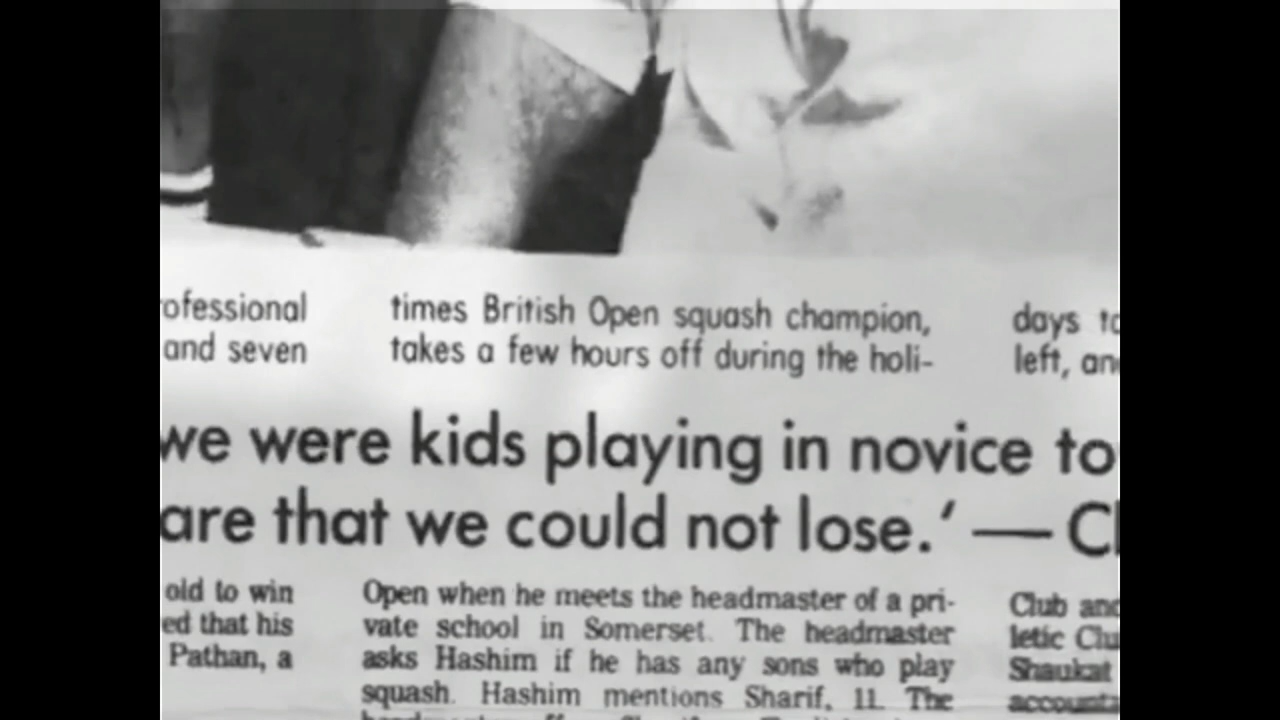 ofessional
and seven
times British Open squash champion,
takes a few hours off during the holi-
days to
left, an
we were kids playing in novice to
are that we could not lose.' — Cl
old to win
ed that his
Pathan, a
Open when he meets the headmaster of a pri-
vate school in Somerset. The headmaster
asks Hashim if he has any sons who play
squash. Hashim mentions Sharif, 11. The
Club and
letic Clu
Shaukat
accounta